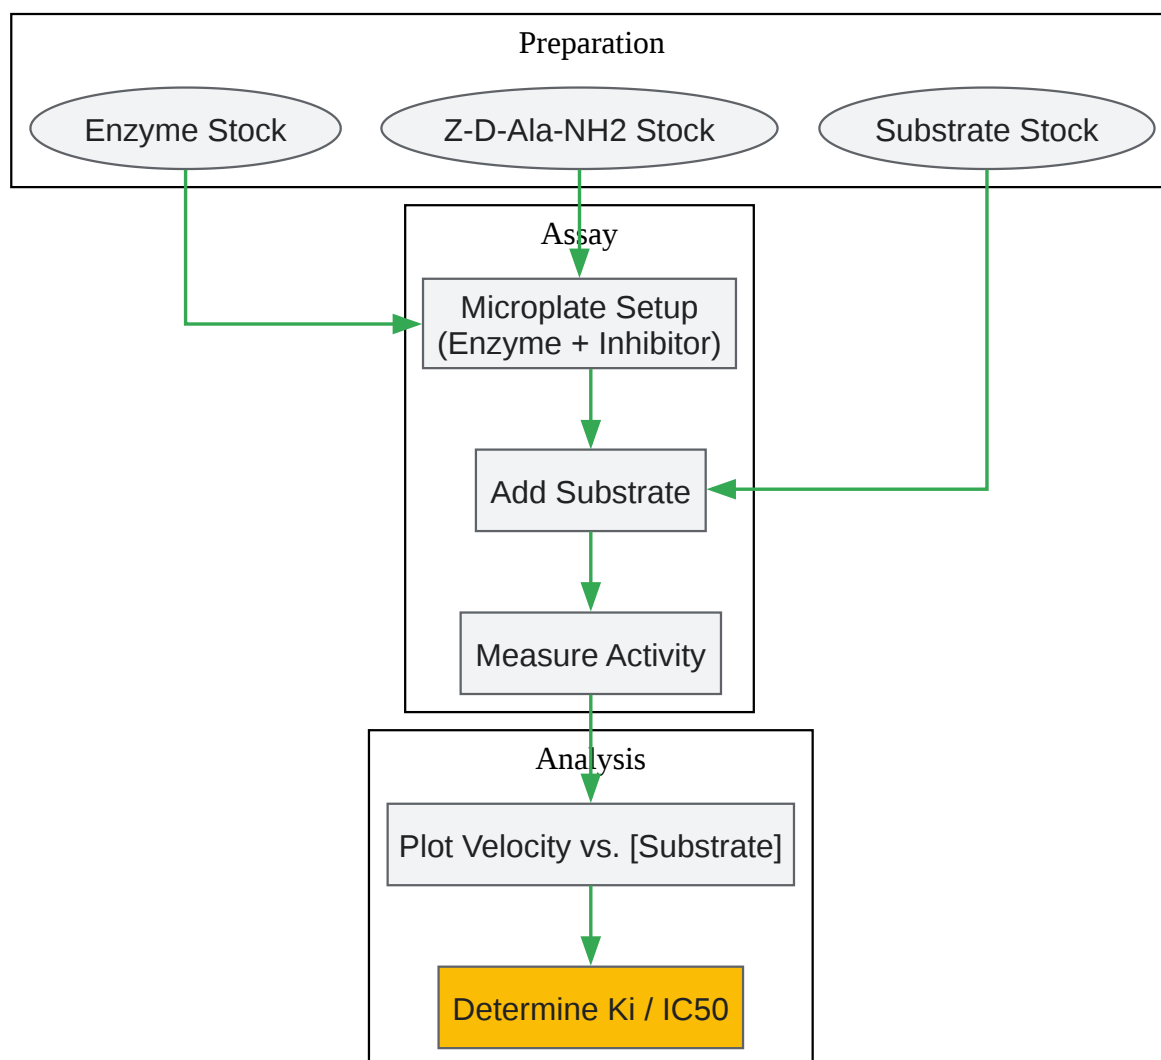 Preparation
Enzyme Stock
Z-D-Ala-NH2 Stock
Substrate Stock
Assay
Microplate Setup
(Enzyme + Inhibitor)
Add Substrate
Measure Activity
Analysis
Plot Velocity vs. [Substrate]
Determine Ki / IC50